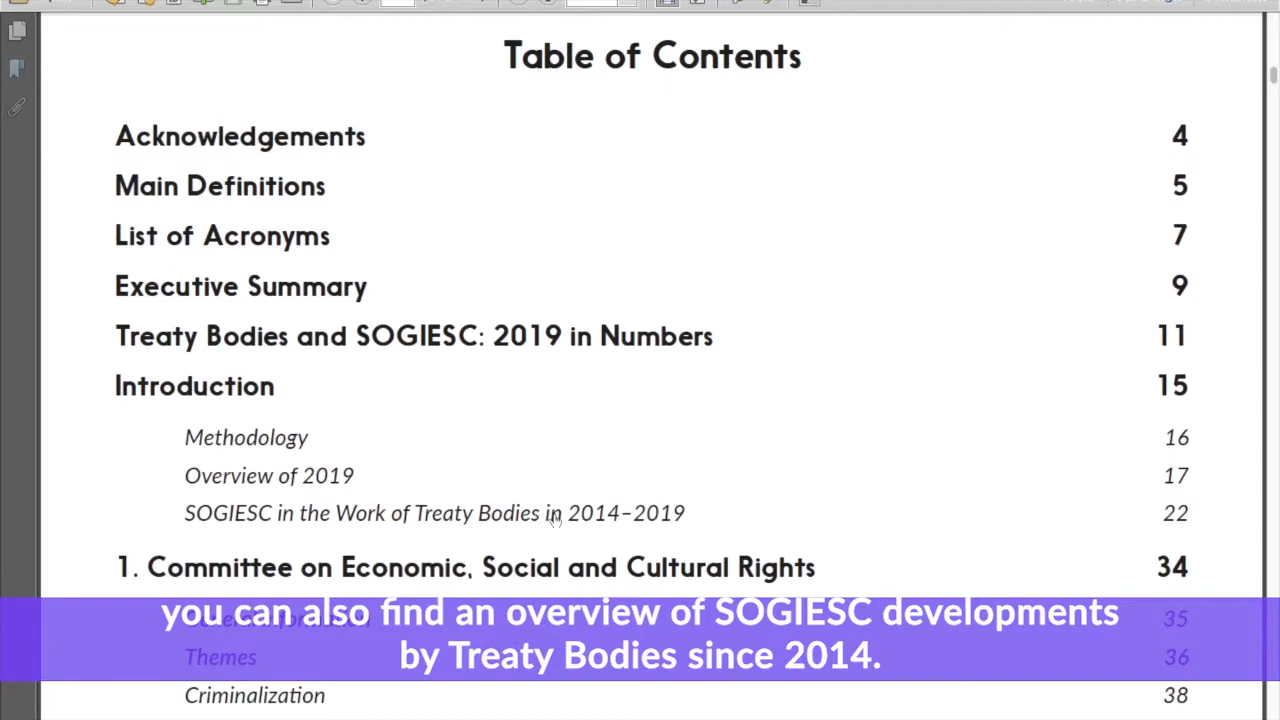 Table of Contents
Acknowledgements 4
Main Definitions 5
List of Acronyms 7
Executive Summary 9
Treaty Bodies and SOGIESC: 2019 in Numbers 11
Introduction 15
Methodology 16
Overview of 2019 17
SOGIESC in the Work of Treaty Bodies in 2014–2019 22
1. Committee on Economic, Social and Cultural Rights 34
General Information 35
you can also find an overview of SOGIESC developments
by Treaty Bodies since 2014.
Themes 36
Criminalization 38